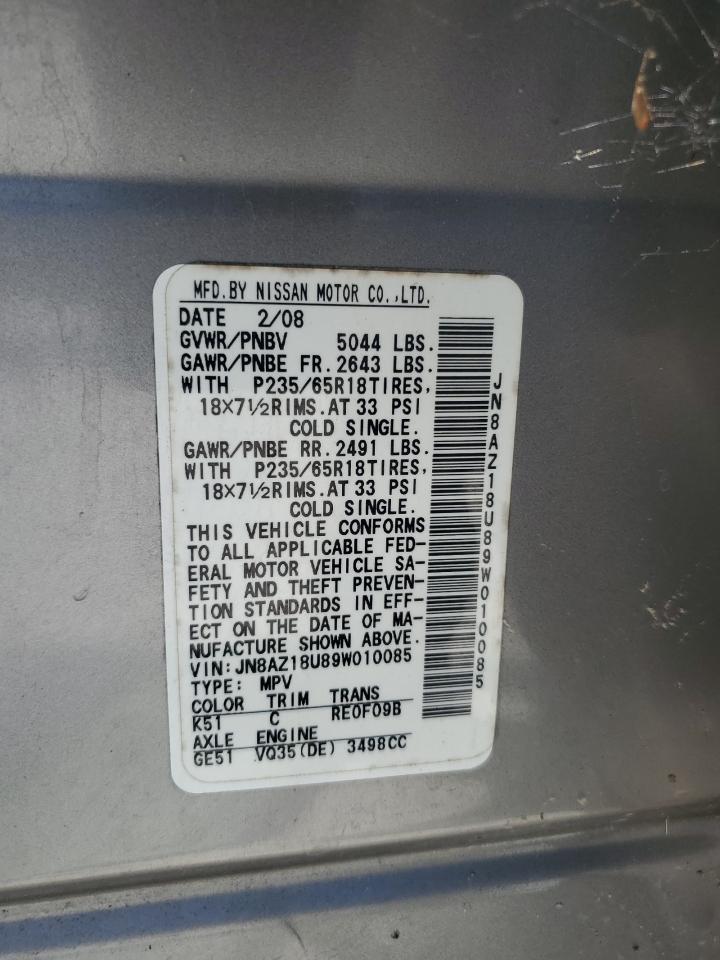 MFD.BY NISSAN MOTOR CO.,LTD.
DATE 2/08
GVWR/PNBV 5044 LBS.
GAWR/PNBE FR.2643 LBS.
WITH P235/65R18TIRES,
18×7½RIMS.AT 33 PSI
COLD SINGLE.
GAWR/PNBE RR.2491 LBS.
WITH P235/65R18TIRES,
18×7½RIMS.AT 33 PSI
COLD SINGLE.
THIS VEHICLE CONFORMS
TO ALL APPLICABLE FED-
ERAL MOTOR VEHICLE SA-
FETY AND THEFT PREVEN-
TION STANDARDS IN EFF-
ECT ON THE DATE OF MA-
NUFACTURE SHOWN ABOVE.
VIN:JN8AZ18U89W010085
TYPE: MPV
COLOR TRIM TRANS
K51 C RE0F09B
AXLE ENGINE
GE51 VQ35(DE) 3498CC
JN8AZ18U89W010085